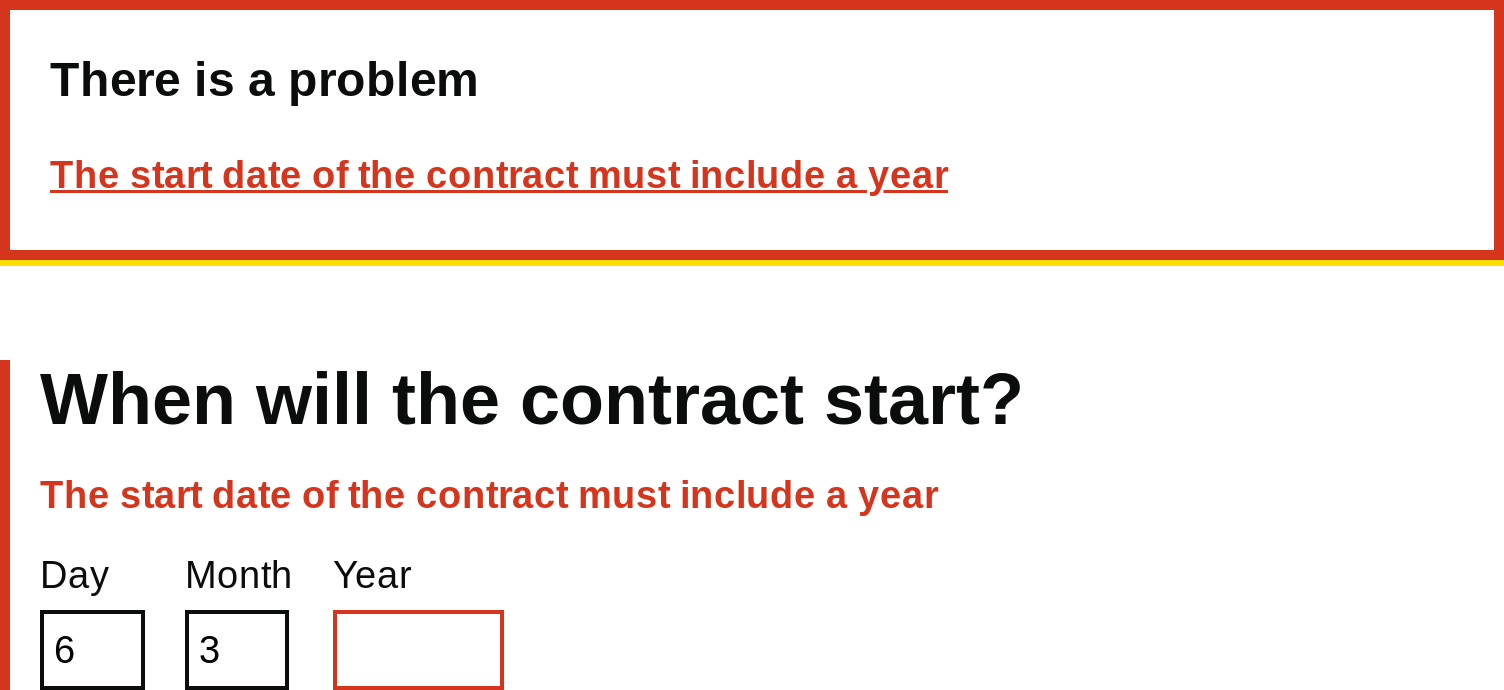 There is a problem
The start date of the contract must include a year
When will the contract start?
The start date of the contract must include a year
Day Month Year
6 3